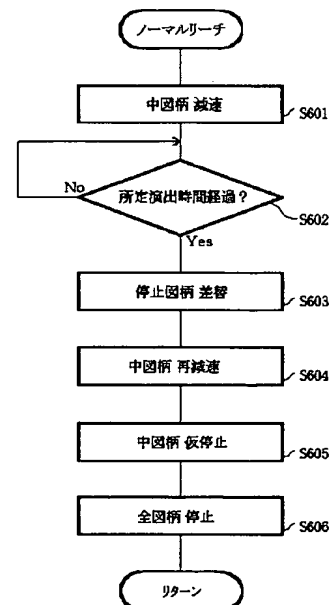 ノーマルリーチ
中図柄 減速
S601
No
所定演出時間経過?
S602
Yes
停止図柄 差替
S603
中図柄 再減速
S604
中図柄 仮停止
S605
全図柄 停止
S606
リターン